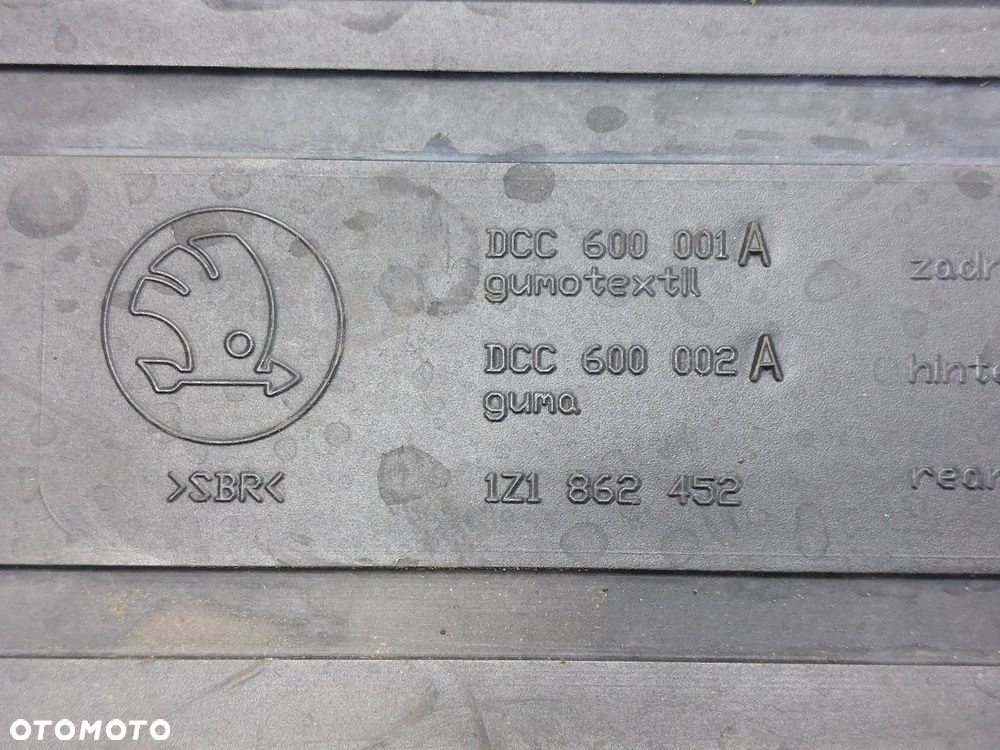 DCC 600 001 A
gumotextil
DCC 600 002 A
guma
>SBR<
1Z1 862 452
OTOMOTO